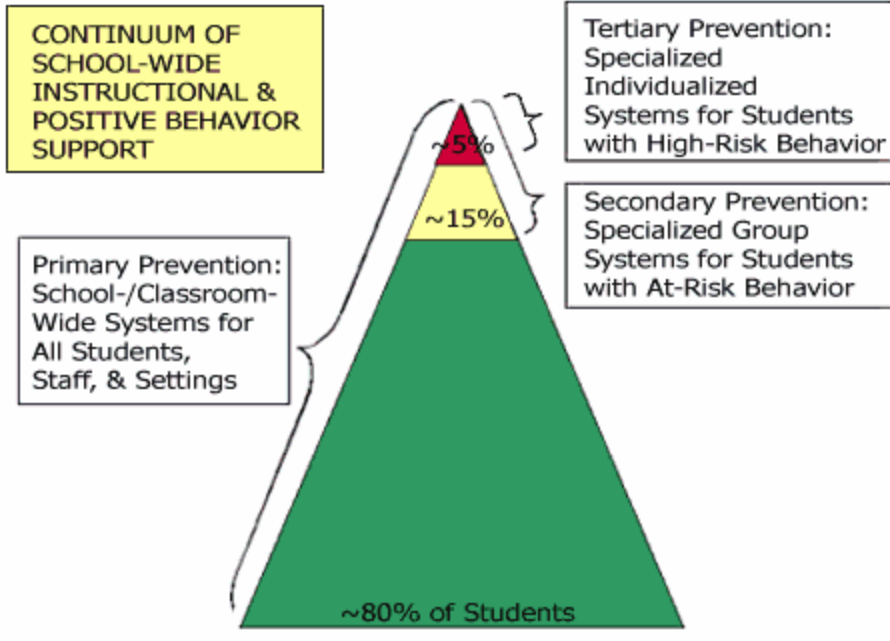 CONTINUUM OF
SCHOOL-WIDE
INSTRUCTIONAL &
POSITIVE BEHAVIOR
SUPPORT
Tertiary Prevention:
Specialized
Individualized
Systems for Students
with High-Risk Behavior
~5%
~15%
Secondary Prevention:
Specialized Group
Systems for Students
with At-Risk Behavior
Primary Prevention:
School-/Classroom-
Wide Systems for
All Students,
Staff, & Settings
~80% of Students